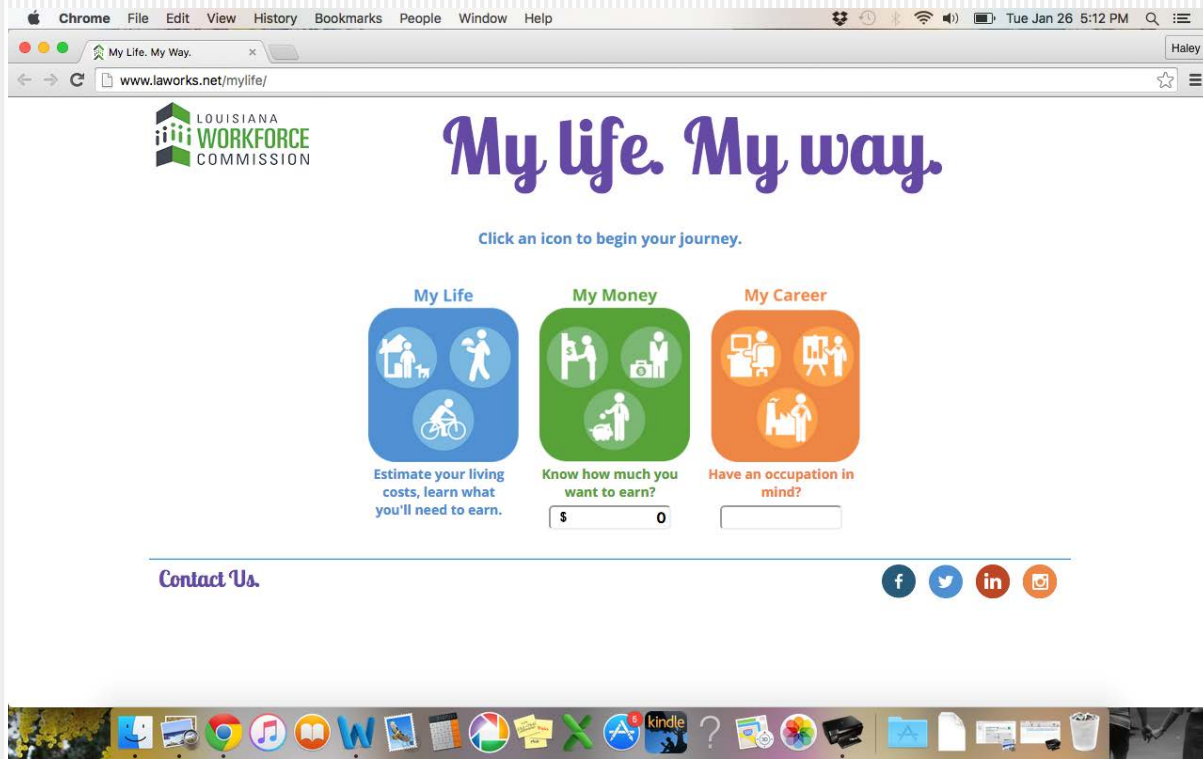 Chrome File Edit View History Bookmarks People Window Help Tue Jan 26 5:12 PM
My Life. My Way. Haley
www.laworks.net/mylife/
LOUISIANA
WORKFORCE
COMMISSION
My life. My way.
Click an icon to begin your journey.
My Life My Money My Career
Estimate your living
costs, learn what
you'll need to earn.
Know how much you
want to earn?
$ 0
Have an occupation in
mind?
Contact Us.
f in
6 kindle ?